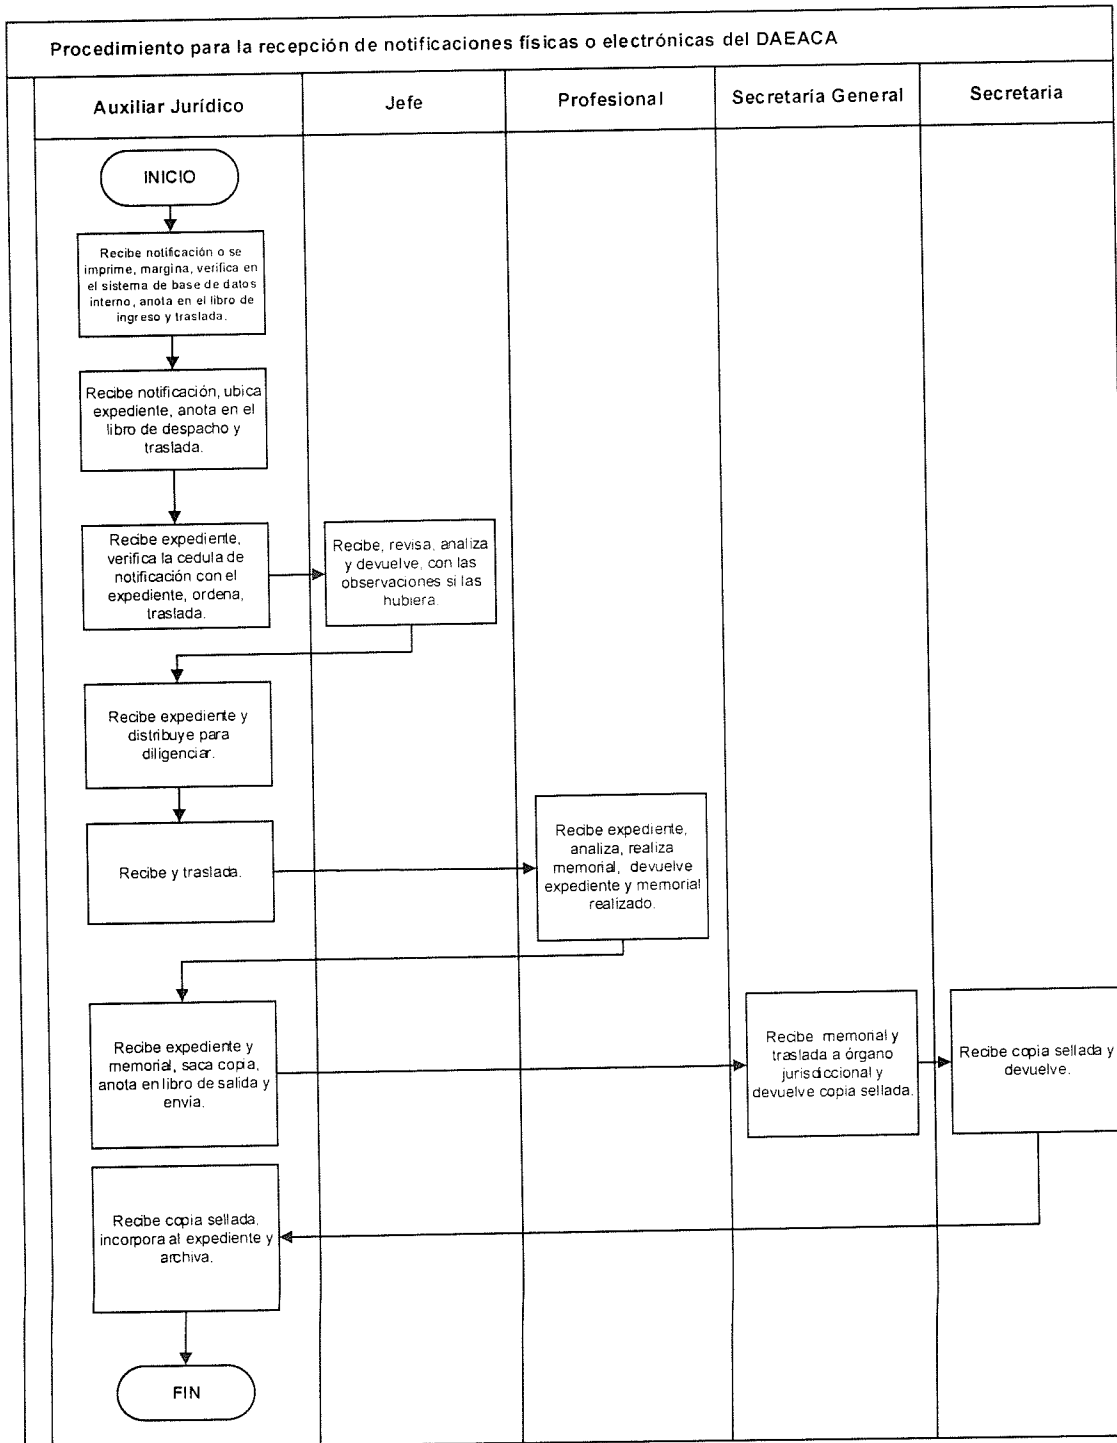 Procedimiento para la recepción de notificaciones físicas o electrónicas del DAEACA
Auxiliar Jurídico
Jefe
Profesional
Secretaría General
Secretaria
INICIO
Recibe notificación o se
imprime, margina, verifica en
el sistema de base de datos
interno, anota en el libro de
ingreso y traslada.
Recibe notificación, ubica
expediente, anota en el
libro de despacho y
traslada.
Recibe expediente,
verifica la cedula de
notificación con el
expediente, ordena,
traslada.
Recibe, revisa, analiza
y devuelve, con las
observaciones si las
hubiera.
Recibe expediente y
distribuye para
diligenciar.
Recibe y traslada.
Recibe expediente,
analiza, realiza
memorial, devuelve
expediente y memorial
realizado.
Recibe expediente y
memorial, saca copia,
anota en libro de salida y
envía.
Recibe memorial y
traslada a órgano
jurisdiccional y
devuelve copia sellada.
Recibe copia sellada y
devuelve.
Recibe copia sellada,
incorpora al expediente y
archiva.
FIN